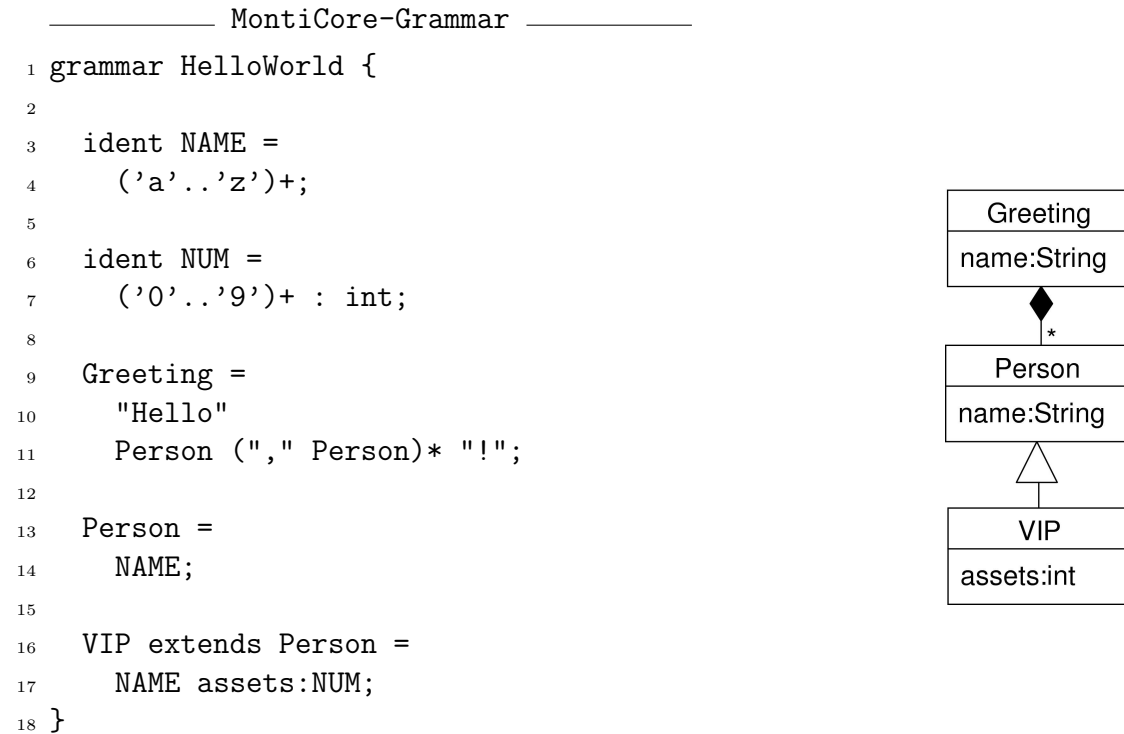 MontiCore-Grammar
1 grammar HelloWorld {
2
3 ident NAME =
4 ('a'..'z')+;
5
6 ident NUM =
7 ('0'..'9')+ : int;
8
9 Greeting =
10 "Hello"
11 Person ("," Person)* "!";
12
13 Person =
14 NAME;
15
16 VIP extends Person =
17 NAME assets:NUM;
18 }
Greeting
name:String
*
Person
name:String
VIP
assets:int